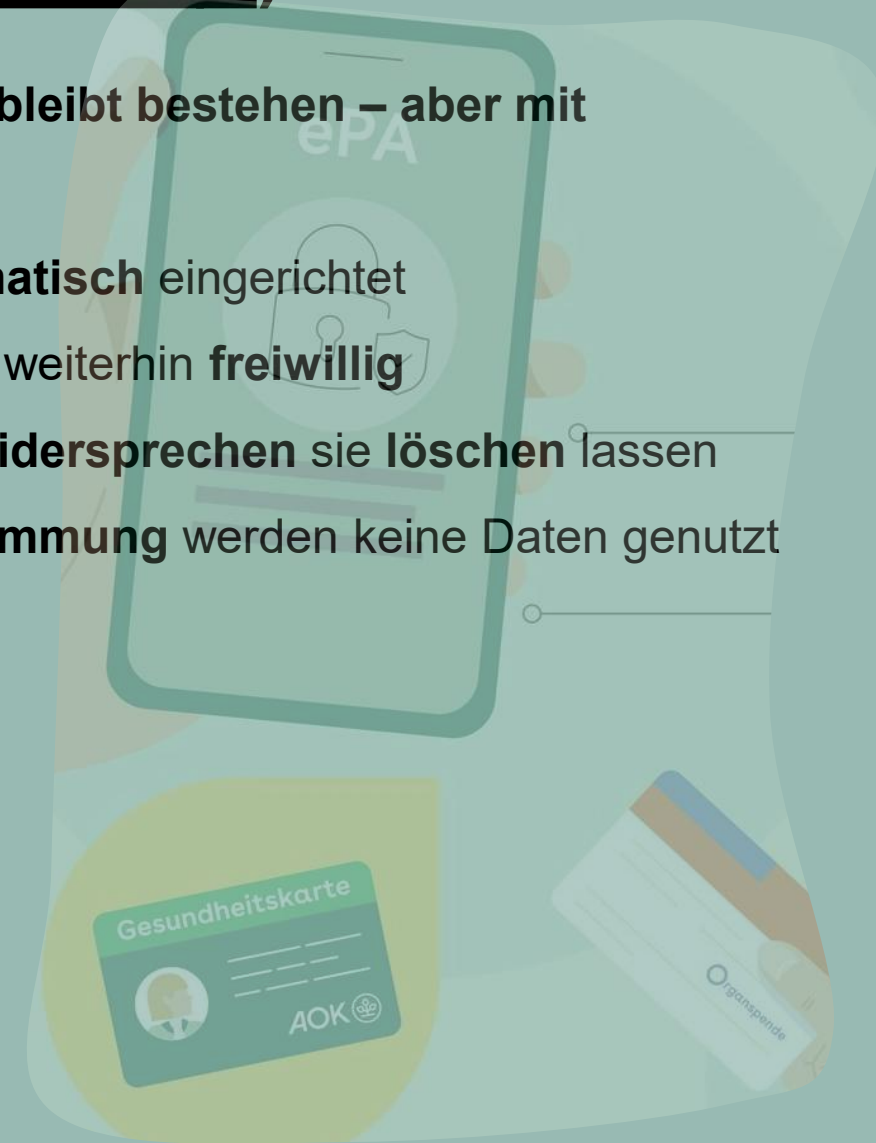 bleibt bestehen – aber mit
ePA
matisch eingerichtet
weiterhin freiwillig
idersprechen sie löschen lassen
mmung werden keine Daten genutzt
Gesundheitskarte
AOK
Organspende